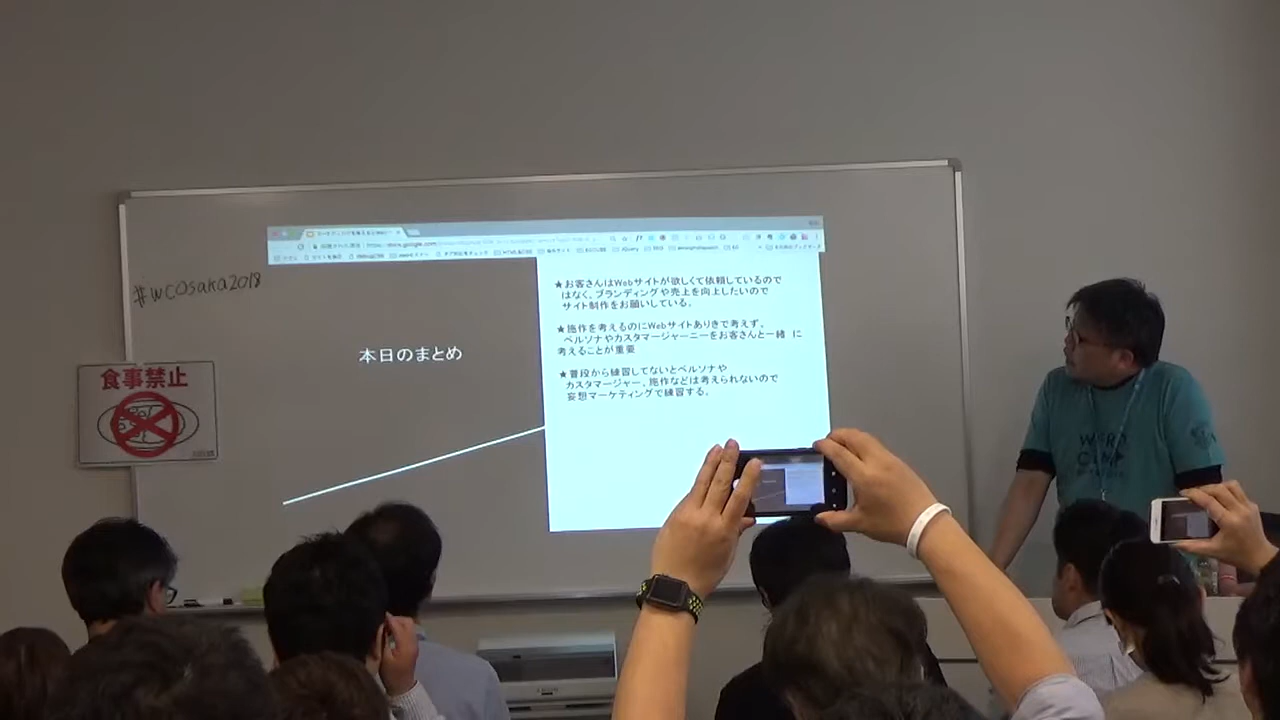 #wcosaka2018
食事禁止
本日のまとめ
★お客さんはWebサイトが欲しくて依頼しているので
はなく、ブランディングや売上を向上したいので
サイト制作をお願いしている。
★施作を考えるのにWebサイトありきで考えず、
ペルソナやカスタマージャーニーをお客さんと一緒 に
考えることが重要
★普段から練習してないとペルソナや
カスタマージャー、施作などは考えられないので
妄想マーケティングで練習する。
WORD
CAMP